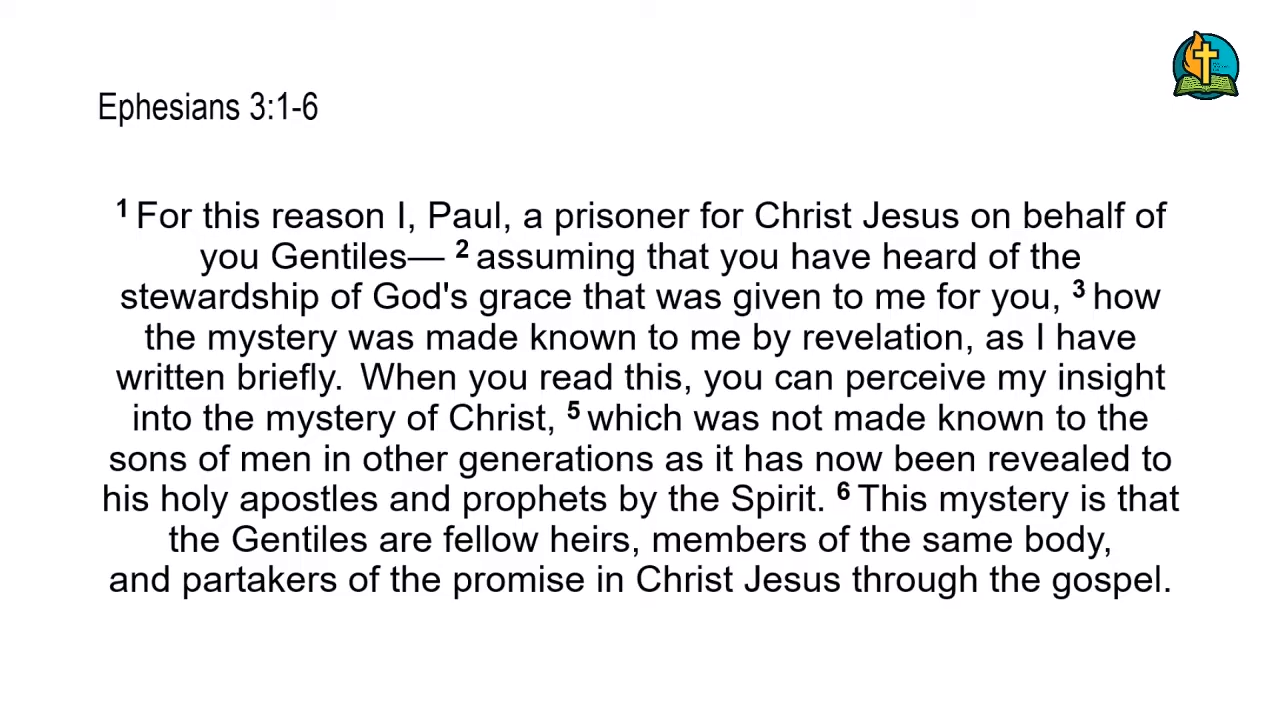 Ephesians 3:1-6
1 For this reason I, Paul, a prisoner for Christ Jesus on behalf of
you Gentiles— 2 assuming that you have heard of the
stewardship of God's grace that was given to me for you, 3 how
the mystery was made known to me by revelation, as I have
written briefly.  When you read this, you can perceive my insight
into the mystery of Christ, 5 which was not made known to the
sons of men in other generations as it has now been revealed to
his holy apostles and prophets by the Spirit. 6 This mystery is that
the Gentiles are fellow heirs, members of the same body,
and partakers of the promise in Christ Jesus through the gospel.